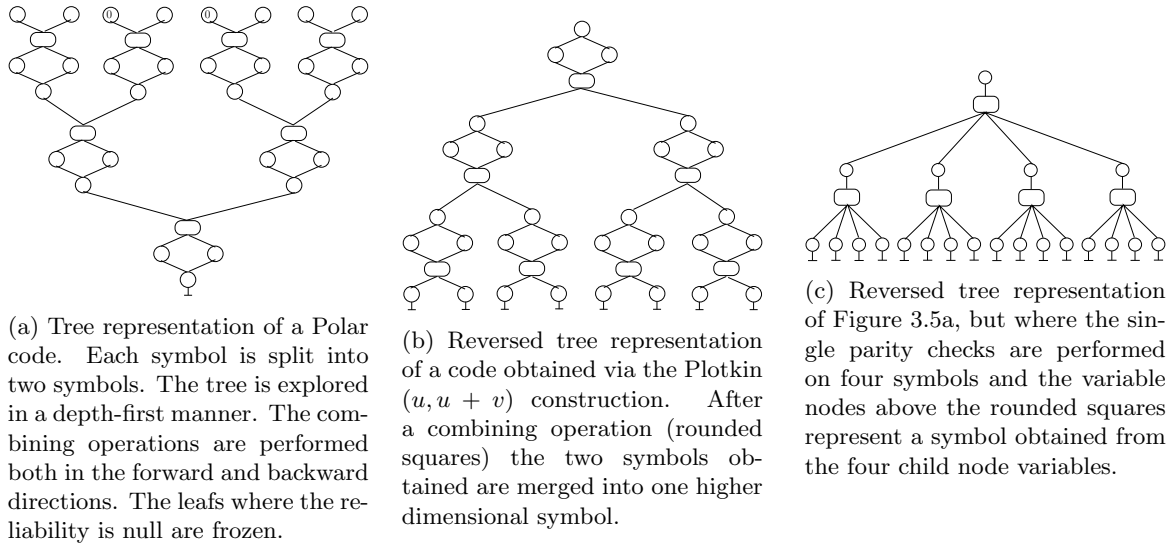 0
0
(a) Tree representation of a Polar
code. Each symbol is split into
two symbols. The tree is explored
in a depth-first manner. The com-
bining operations are performed
both in the forward and backward
directions. The leafs where the re-
liability is null are frozen.
(b) Reversed tree representation
of a code obtained via the Plotkin
(u, u + v) construction. After
a combining operation (rounded
squares) the two symbols ob-
tained are merged into one higher
dimensional symbol.
(c) Reversed tree representation
of Figure 3.5a, but where the sin-
gle parity checks are performed
on four symbols and the variable
nodes above the rounded squares
represent a symbol obtained from
the four child node variables.